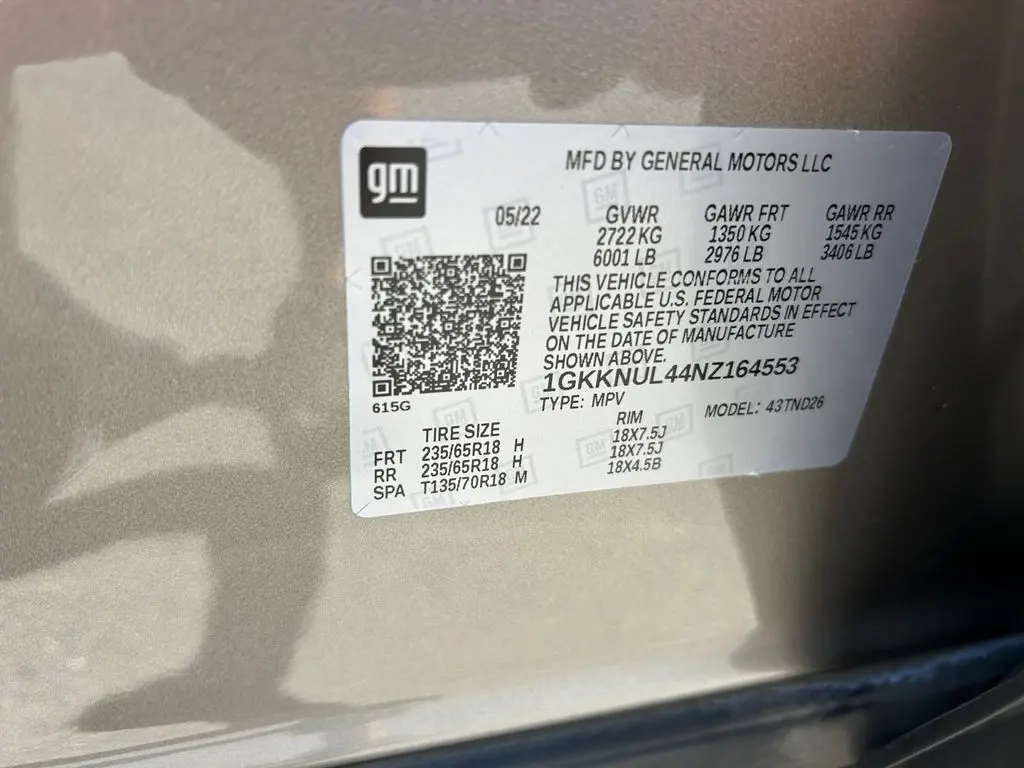 gm
MFD BY GENERAL MOTORS LLC
05/22
GVWR GAWR FRT GAWR RR
2722 KG 1350 KG 1545 KG
6001 LB 2976 LB 3406 LB
THIS VEHICLE CONFORMS TO ALL
APPLICABLE U.S. FEDERAL MOTOR
VEHICLE SAFETY STANDARDS IN EFFECT
ON THE DATE OF MANUFACTURE
SHOWN ABOVE.
1GKKNUL44NZ164553
TYPE: MPV MODEL: 43TND26
615G
TIRE SIZE RIM
FRT 235/65R18 H 18X7.5J
RR 235/65R18 H 18X7.5J
SPA T135/70R18 M 18X4.5B